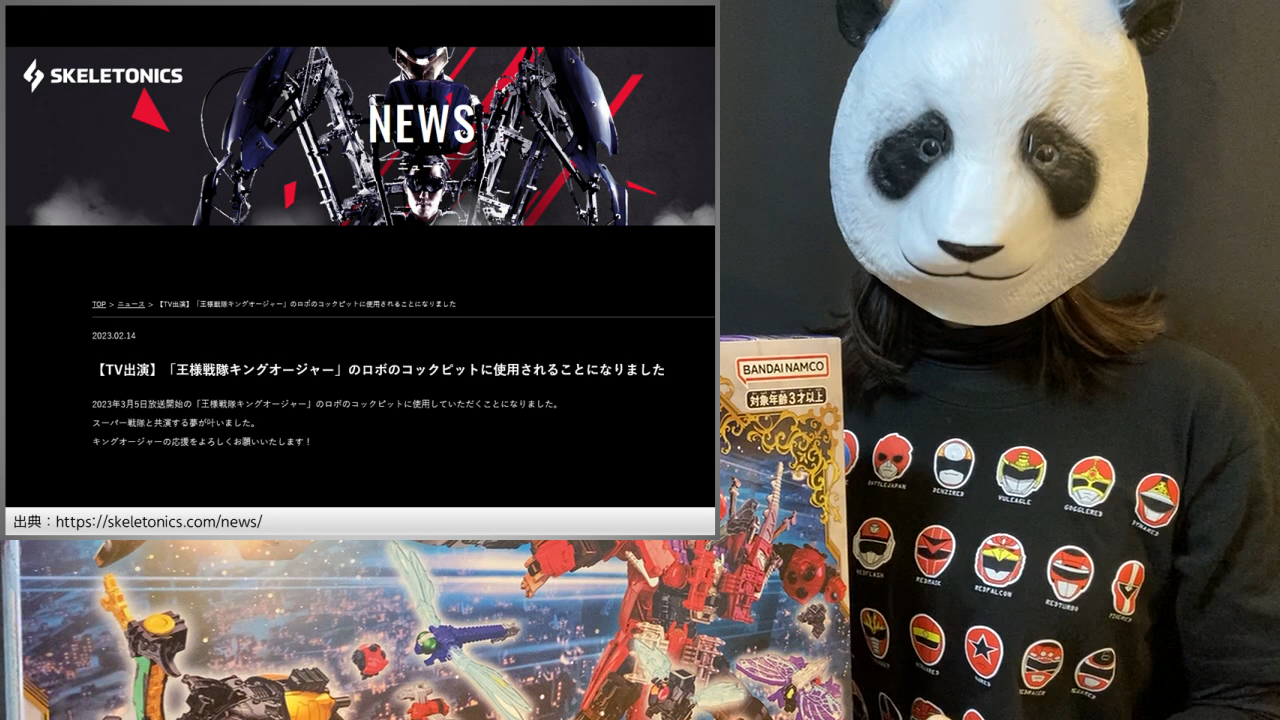 SKELETONICS
NEWS
TOP > ニュース > 【TV出演】「王様戦隊キングオージャー」のロボのコックピットに使用されることになりました
2023.02.14
【TV出演】「王様戦隊キングオージャー」のロボのコックピットに使用されることになりました
2023年3月5日放送開始の「王様戦隊キングオージャー」のロボのコックピットに使用していただくことになりました。
スーパー戦隊と共演する夢が叶いました。
キングオージャーの応援をよろしくお願いいたします！
出典：https://skeletonics.com/news/
BANDAI NAMCO
対象年齢3才以上
BATTLEJAPAN
DENZIRED
VULEAGLE
GOGGLERED
DYNARED
REDFLASH
REDMASK
REDFALCON
REDTURBO
REDRACER